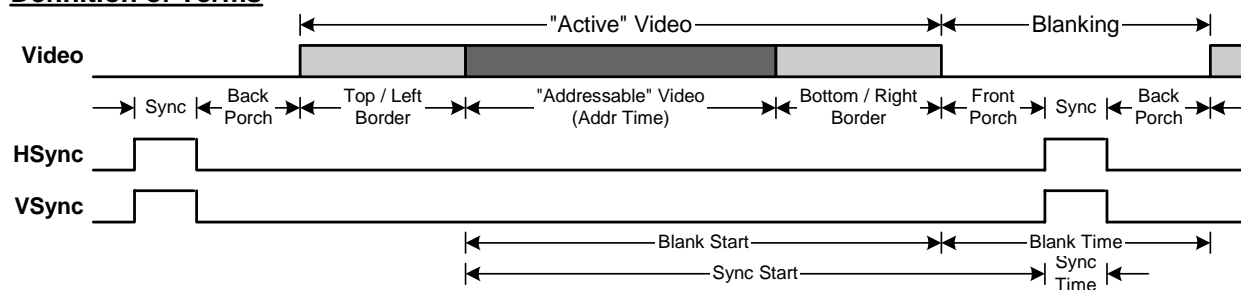 Definition of Terms
"Active" Video
Blanking
Video
Sync
Back
Porch
Top / Left
Border
"Addressable" Video
(Addr Time)
Bottom / Right
Border
Front
Porch
Sync
Back
Porch
HSync
VSync
Blank Start
Blank Time
Sync Start
Sync
Time